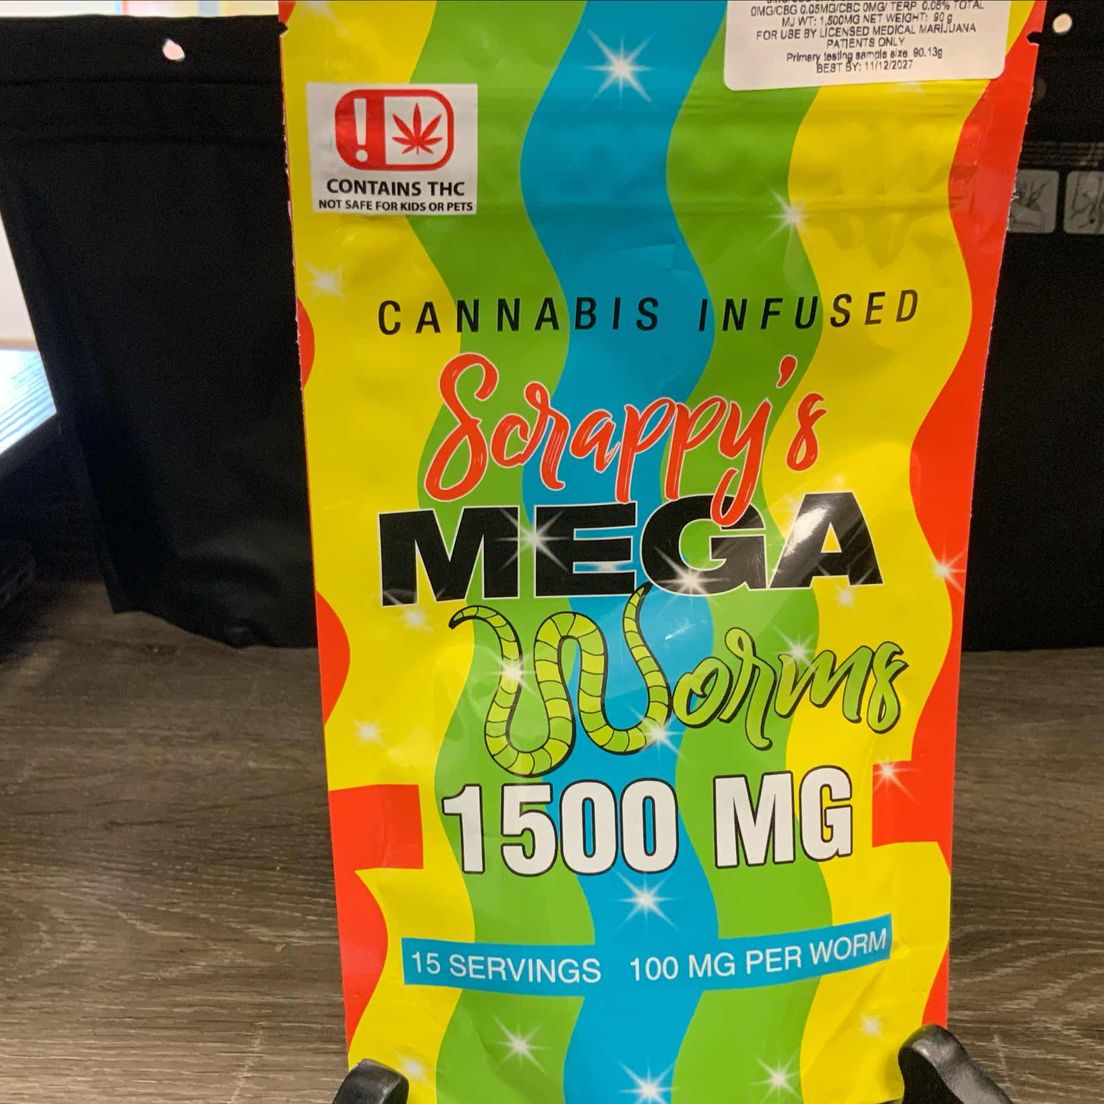 0MG/CBG 0.05MG/CBC 0MG/ TERP 0.05% TOTAL
MJ WT: 1,500MG NET WEIGHT: 90 g
FOR USE BY LICENSED MEDICAL MARIJUANA
PATIENTS ONLY
Primary testing sample size 90.13g
BEST BY: 11/12/2027
!
CONTAINS THC
NOT SAFE FOR KIDS OR PETS
CANNABIS INFUSED
Scrappy's
MEGA
Worms
1500 MG
15 SERVINGS 100 MG PER WORM